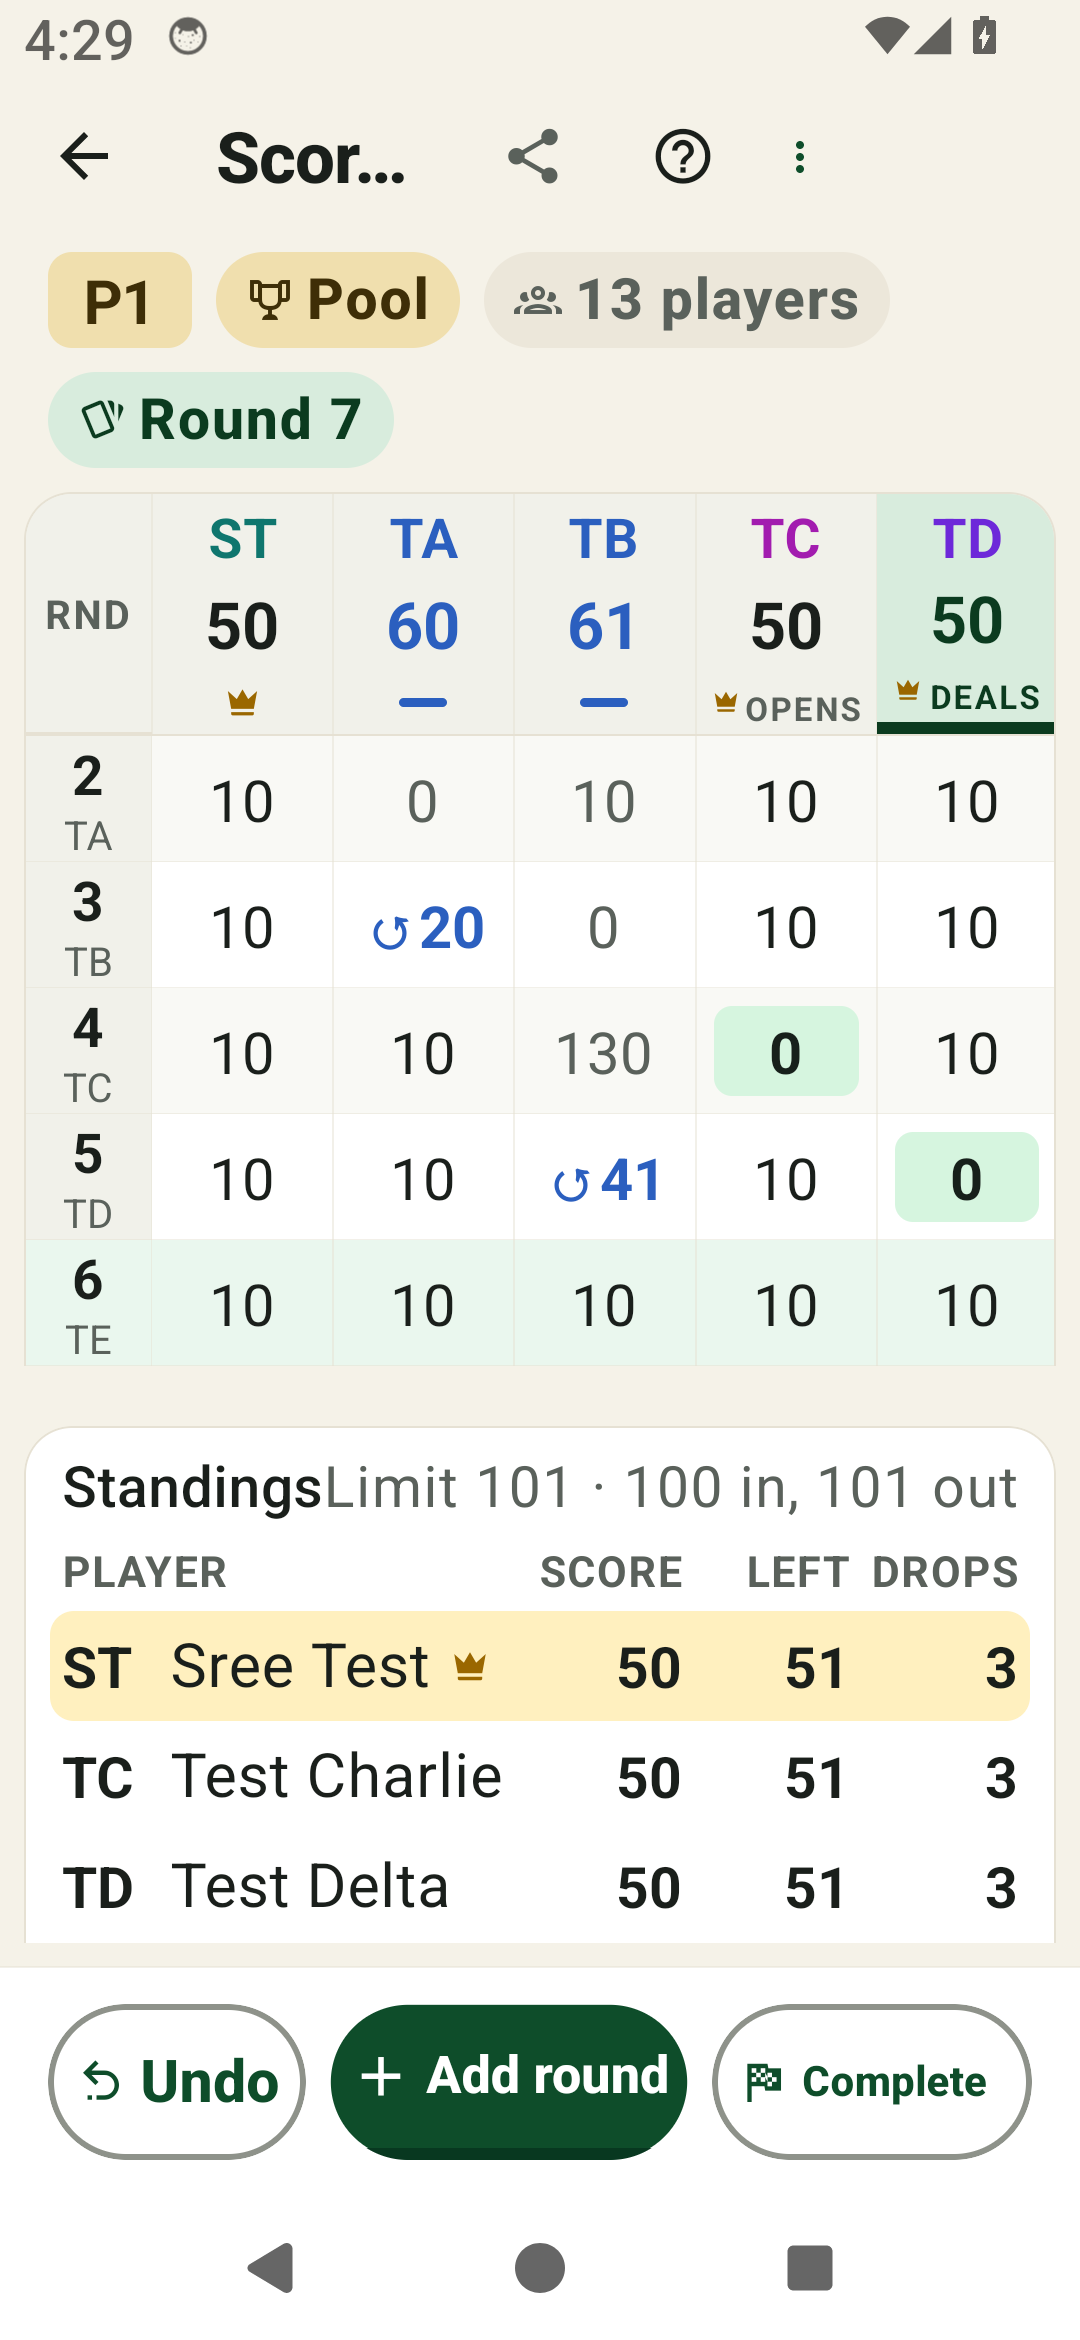 4:29
Scor...
P1 Pool 13 players
Round 7
RND ST TA TB TC TD
50 60 61 50 50
OPENS DEALS
2 10 0 10 10 10
TA
3 10 20 0 10 10
TB
4 10 10 130 0 10
TC
5 10 10 41 10 0
TD
6 10 10 10 10 10
TE
Standings Limit 101 · 100 in, 101 out
PLAYER SCORE LEFT DROPS
ST Sree Test 50 51 3
TC Test Charlie 50 51 3
TD Test Delta 50 51 3
Undo Add round Complete